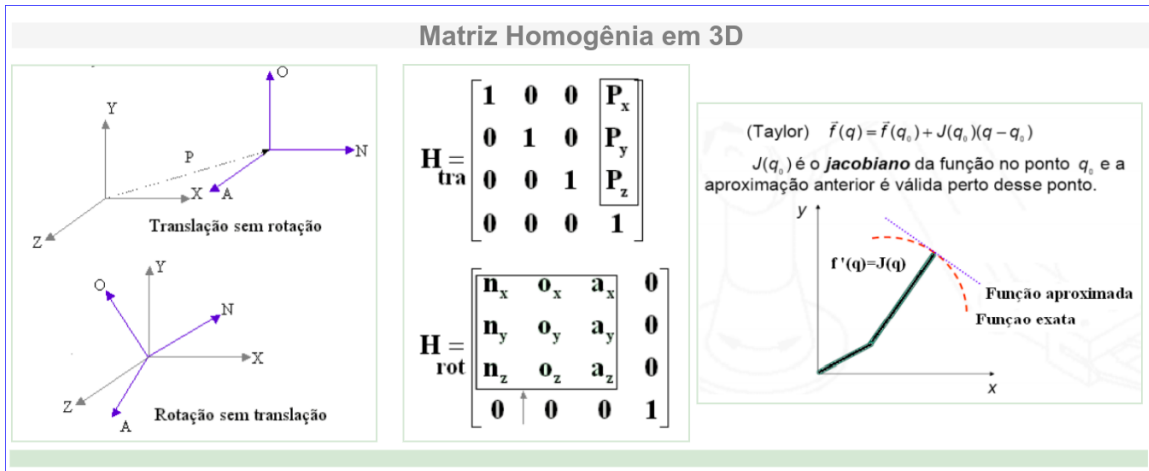 Matriz Homogênia em 3D
O
Y
P
N
X
A
Z
Translação sem rotação
Y
O
N
X
Z
A
Rotação sem translação
H = tra
1 0 0 Px
0 1 0 Py
0 0 1 Pz
0 0 0 1
H = rot
nx ox ax 0
ny oy ay 0
nz oz az 0
0 0 0 1
(Taylor) f⃗(q) = f⃗(q₀) + J(q₀)(q − q₀)
J(q₀) é o jacobiano da função no ponto q₀ e a
aproximação anterior é válida perto desse ponto.
y
f '(q)=J(q)
Função aproximada
Funçao exata
x